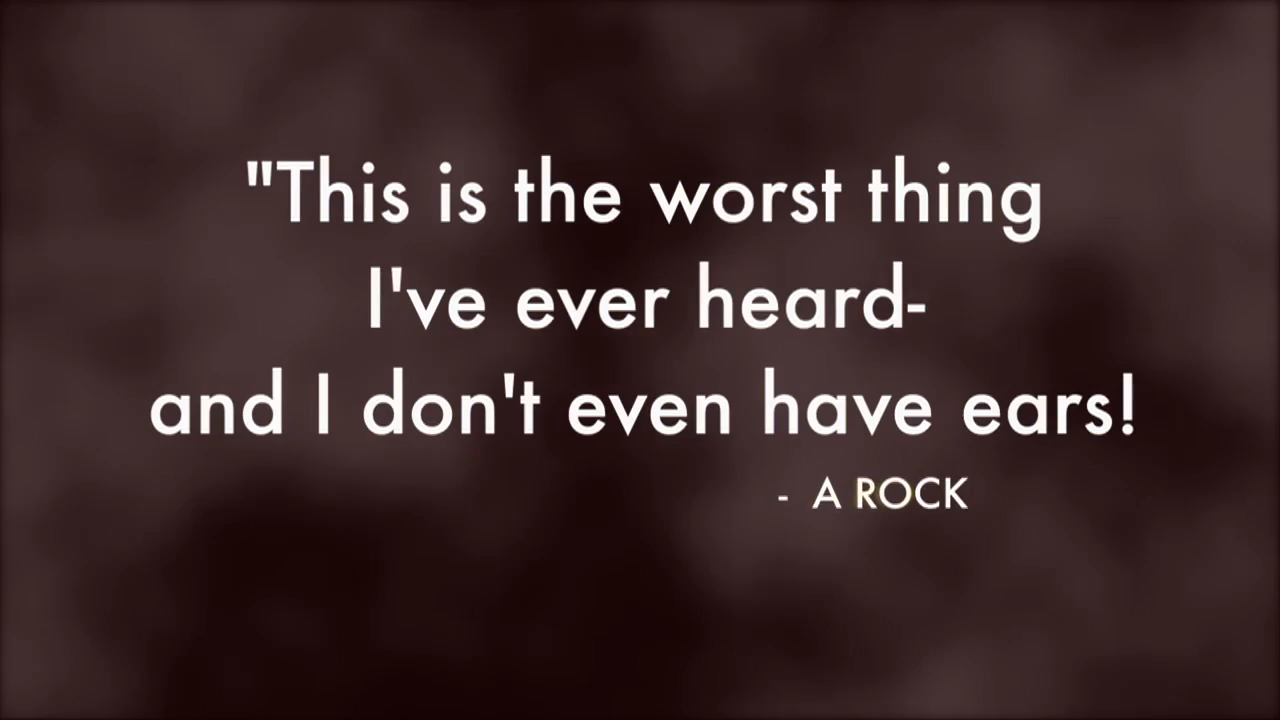 "This is the worst thing
I've ever heard-
and I don't even have ears!
- A ROCK